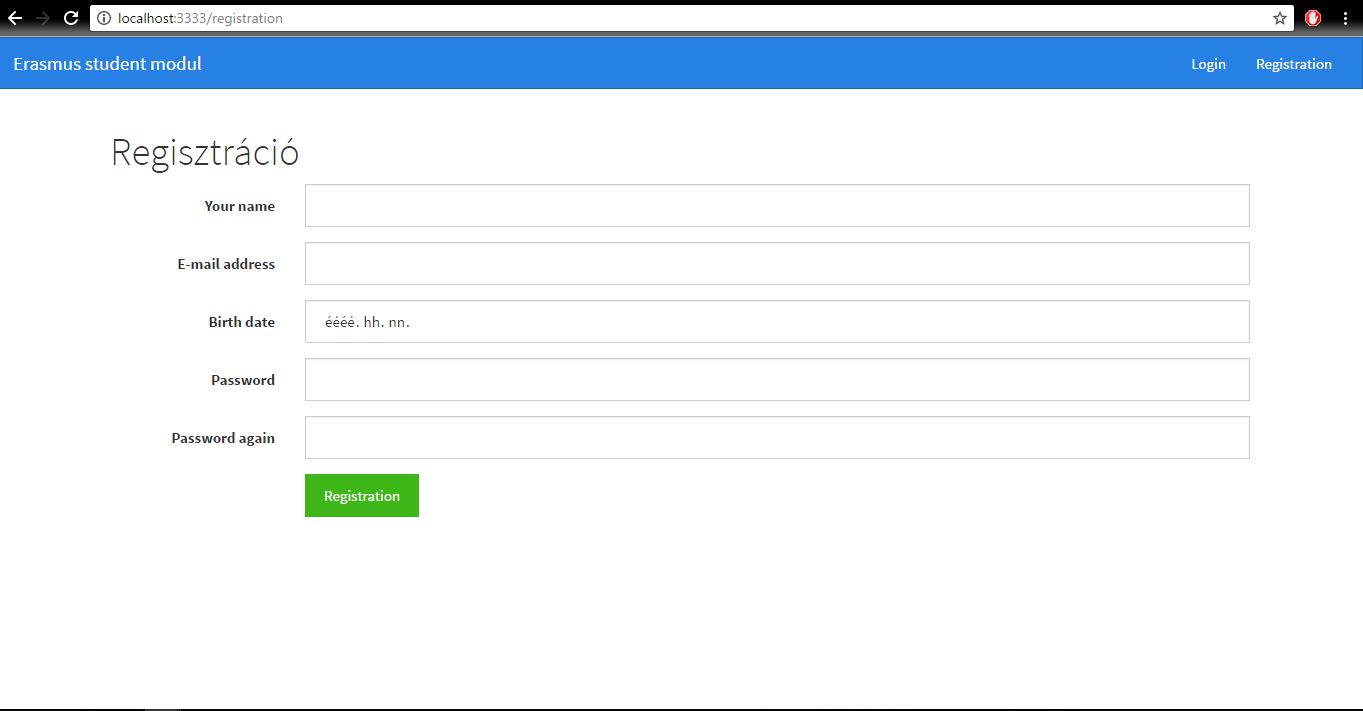 localhost:3333/registration
Erasmus student modul Login Registration
Regisztráció
Your name
E-mail address
Birth date éééé. hh. nn.
Password
Password again
Registration